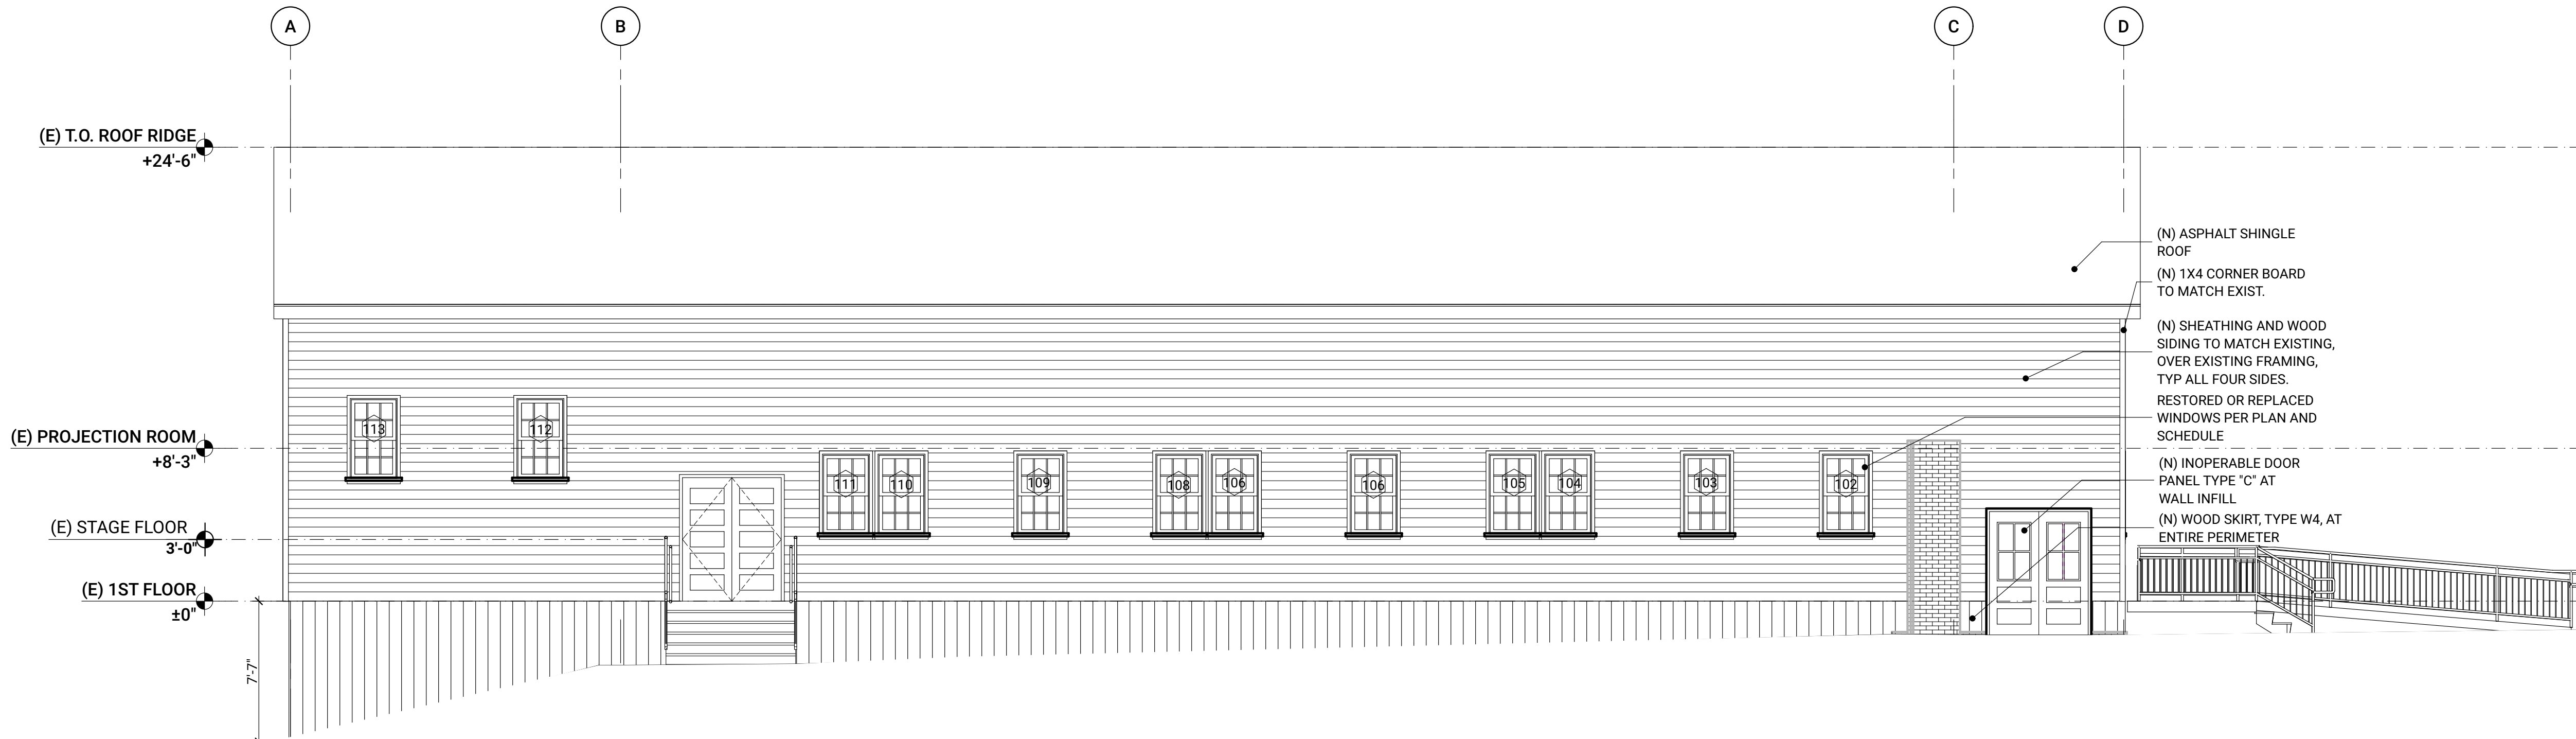 A
B
C
D
(E) T.O. ROOF RIDGE
+24'-6"
(N) ASPHALT SHINGLE
ROOF
(N) 1X4 CORNER BOARD
TO MATCH EXIST.
(N) SHEATHING AND WOOD
SIDING TO MATCH EXISTING,
OVER EXISTING FRAMING,
TYP ALL FOUR SIDES.
RESTORED OR REPLACED
WINDOWS PER PLAN AND
SCHEDULE
(E) PROJECTION ROOM
+8'-3"
113
112
111
110
109
108
106
106
105
104
103
102
(N) INOPERABLE DOOR
PANEL TYPE "C" AT
WALL INFILL
(N) WOOD SKIRT, TYPE W4, AT
ENTIRE PERIMETER
(E) STAGE FLOOR
3'-0"
(E) 1ST FLOOR
±0"
7'-7"